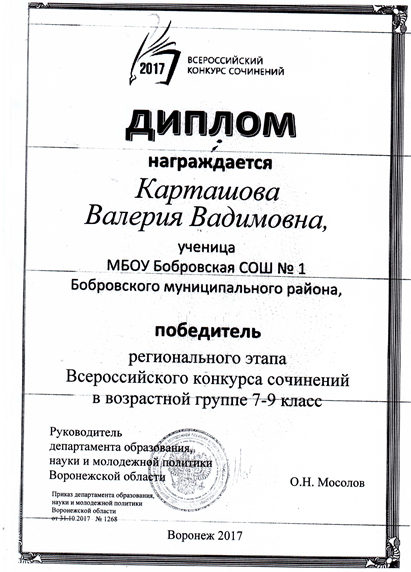 2017
ВСЕРОССИЙСКИЙ
КОНКУРС СОЧИНЕНИЙ
ДИПЛОМ
награждается
Карташова
Валерия Вадимовна,
ученица
МБОУ Бобровская СОШ № 1
Бобровского муниципального района,
победитель
регионального этапа
Всероссийского конкурса сочинений
в возрастной группе 7-9 класс
Руководитель
департамента образования,
науки и молодежной политики
Воронежской области
О.Н. Мосолов
Приказ департамента образования,
науки и молодежной политики
Воронежской области
от 31.10.2017 № 1268
Воронеж 2017